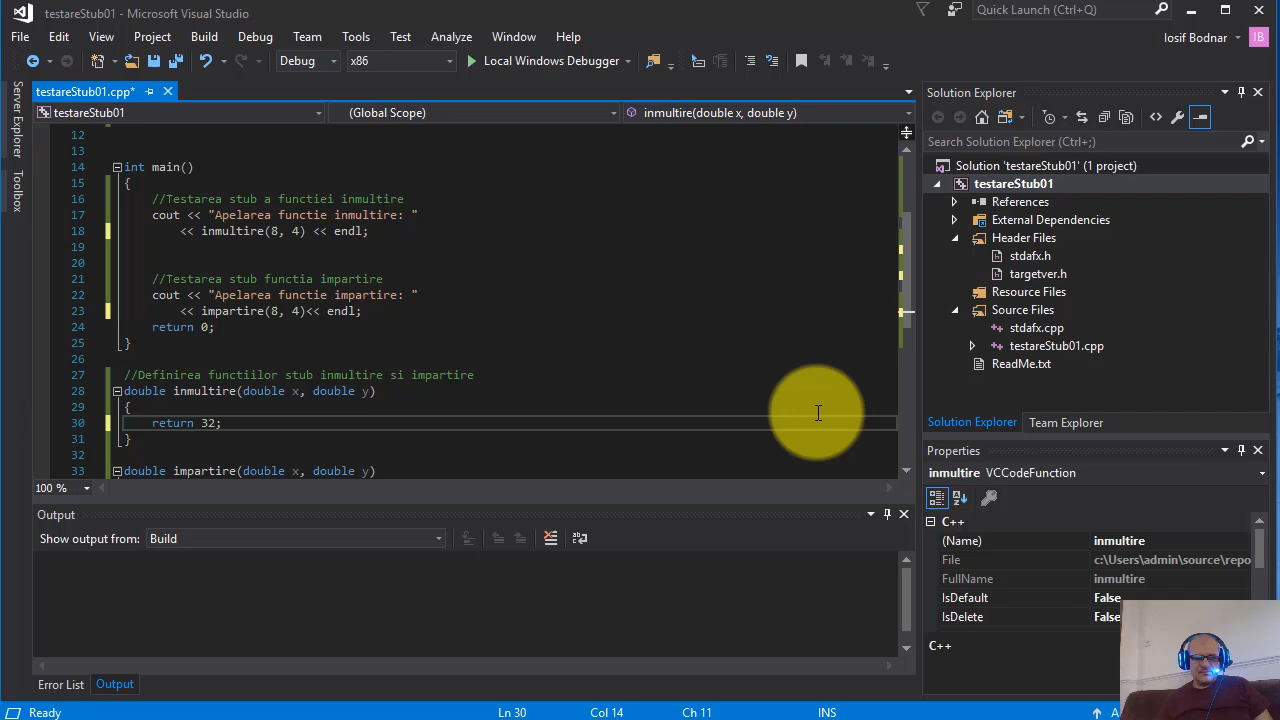 testareStub01 - Microsoft Visual Studio
Quick Launch (Ctrl+Q)
File Edit View Project Build Debug Team Tools Test Analyze Window Help
Iosif Bodnar IB
Debug x86 Local Windows Debugger
Server Explorer
Toolbox
testareStub01.cpp*
testareStub01 (Global Scope) inmultire(double x, double y)
12
13
14 int main()
15 {
16 //Testarea stub a functiei inmultire
17 cout << "Apelarea functie inmultire: "
18 << inmultire(8, 4) << endl;
19
20
21 //Testarea stub functia impartire
22 cout << "Apelarea functie impartire: "
23 << impartire(8, 4)<< endl;
24 return 0;
25 }
26
27 //Definirea functiilor stub inmultire si impartire
28 double inmultire(double x, double y)
29 {
30 return 32;
31 }
32
33 double impartire(double x, double y)
100 %
Output
Show output from: Build
Error List Output
Solution Explorer
Search Solution Explorer (Ctrl+;)
Solution 'testareStub01' (1 project)
testareStub01
References
External Dependencies
Header Files
stdafx.h
targetver.h
Resource Files
Source Files
stdafx.cpp
testareStub01.cpp
ReadMe.txt
Solution Explorer Team Explorer
Properties
inmultire VCCodeFunction
C++
(Name) inmultire
File c:\Users\admin\source\repo
FullName inmultire
IsDefault False
IsDelete False
C++
Ready Ln 30 Col 14 Ch 11 INS